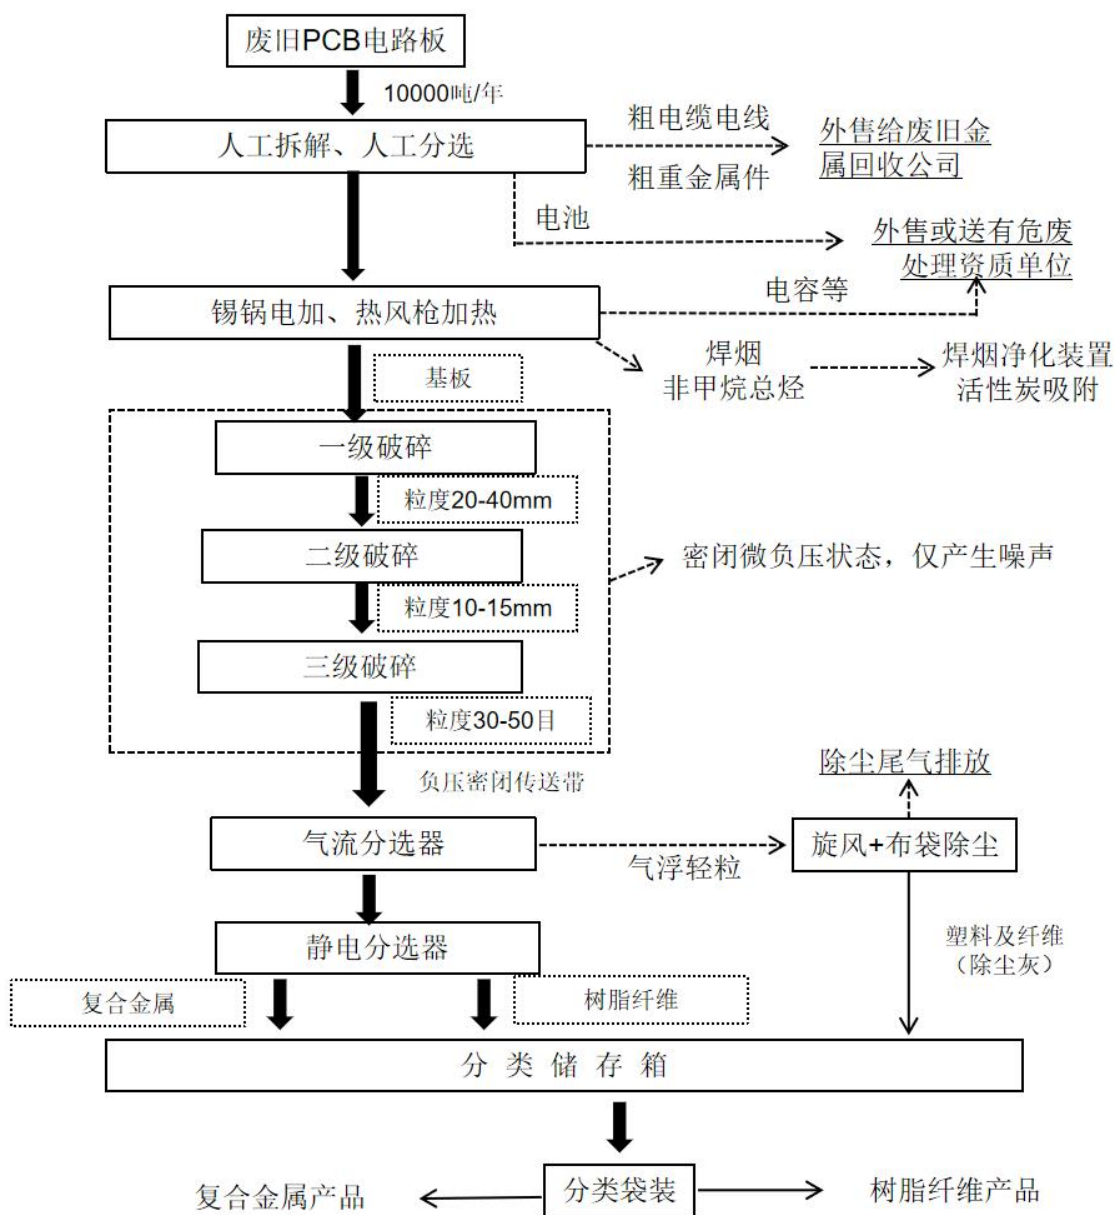 废旧PCB电路板
10000吨/年
人工拆解、人工分选
粗电缆电线
粗重金属件
外售给废旧金
属回收公司
电池
外售或送有危废
处理资质单位
锡锅电加、热风枪加热
电容等
焊烟
非甲烷总烃
焊烟净化装置
活性炭吸附
基板
一级破碎
粒度20-40mm
二级破碎
密闭微负压状态，仅产生噪声
粒度10-15mm
三级破碎
粒度30-50目
负压密闭传送带
除尘尾气排放
气流分选器
气浮轻粒
旋风+布袋除尘
静电分选器
塑料及纤维
（除尘灰）
复合金属
树脂纤维
分类储存箱
分类袋装
复合金属产品
树脂纤维产品